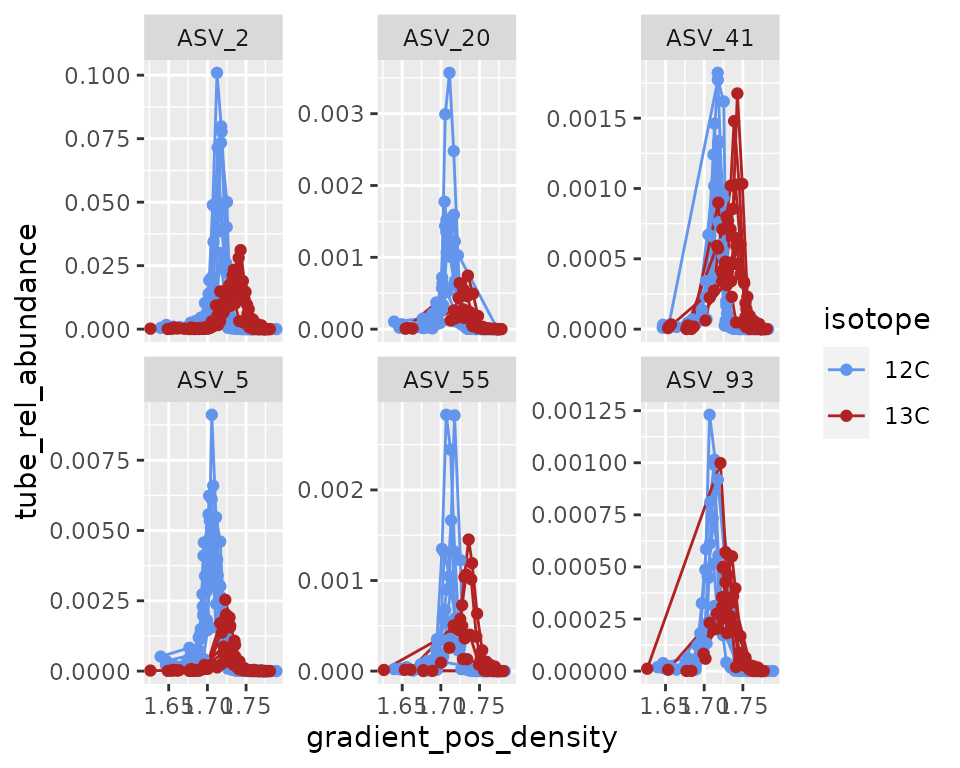 ASV_2 ASV_20 ASV_41
0.100 0.003 0.0015
0.075 0.002 0.0010
0.050 0.001 0.0005
0.025 0.000 0.0000
0.000
ASV_5 ASV_55 ASV_93
0.0075 0.002 0.00125
0.0050 0.001 0.00100
0.0025 0.000 0.00075
0.0000 0.00050
0.00025
0.00000
1.65 1.70 1.75 1.65 1.70 1.75 1.65 1.70 1.75
gradient_pos_density
tube_rel_abundance
isotope
12C
13C